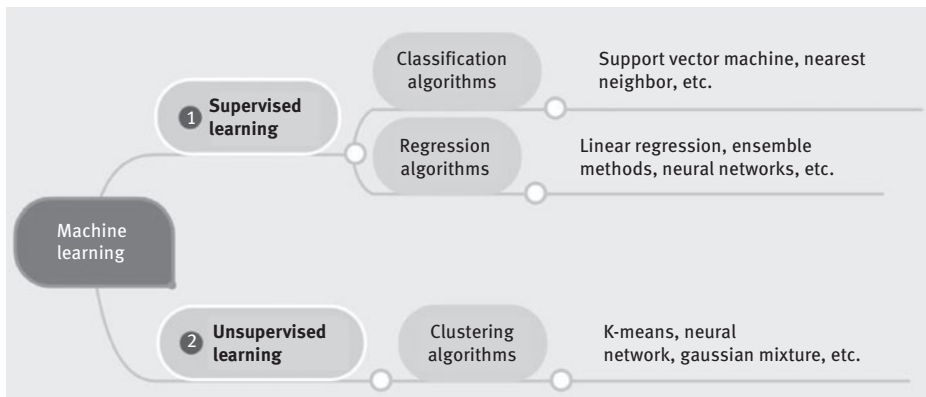 Machine
learning
1 Supervised
learning
Classification
algorithms
Support vector machine, nearest
neighbor, etc.
Regression
algorithms
Linear regression, ensemble
methods, neural networks, etc.
2 Unsupervised
learning
Clustering
algorithms
K-means, neural
network, gaussian mixture, etc.